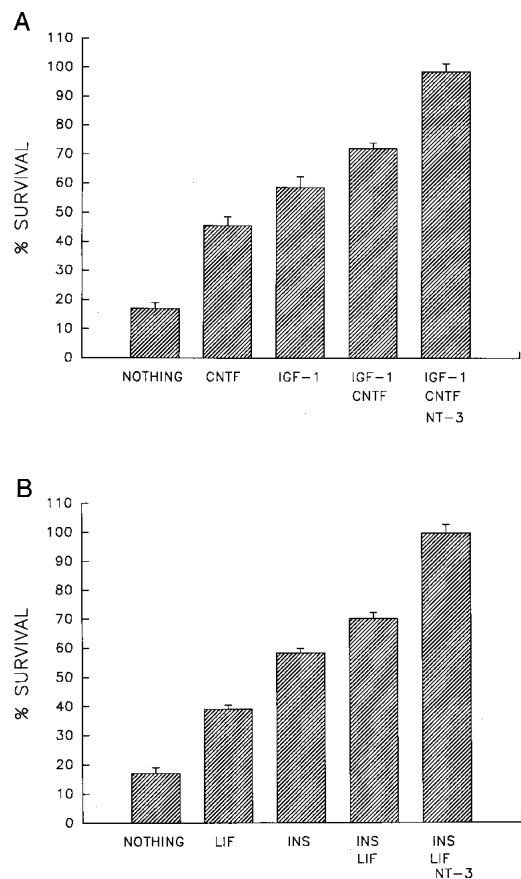 A
110
100
90
80
70
60
50
40
30
20
10
0
% SURVIVAL
NOTHING CNTF IGF-1 IGF-1 IGF-1
CNTF CNTF
NT-3
B
110
100
90
80
70
60
50
40
30
20
10
0
% SURVIVAL
NOTHING LIF INS INS INS
LIF LIF
NT-3